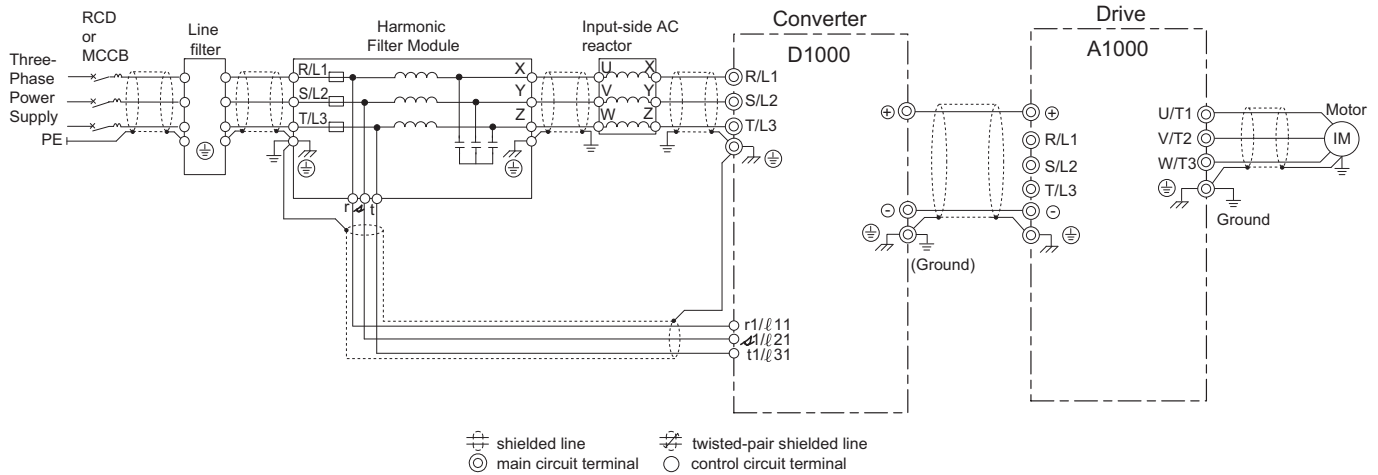 RCD
or
MCCB
Line
filter
Harmonic
Filter Module
Input-side AC
reactor
Converter
D1000
Drive
A1000
Three-
Phase
Power
Supply
PE
R/L1
S/L2
T/L3
X
Y
Z
U
V
W
X
Y
Z
R/L1
S/L2
T/L3
r
s
t
r1/ℓ11
s1/ℓ21
t1/ℓ31
+
−
(Ground)
+
R/L1
S/L2
T/L3
−
U/T1
V/T2
W/T3
Motor
IM
Ground
shielded line
twisted-pair shielded line
main circuit terminal
control circuit terminal